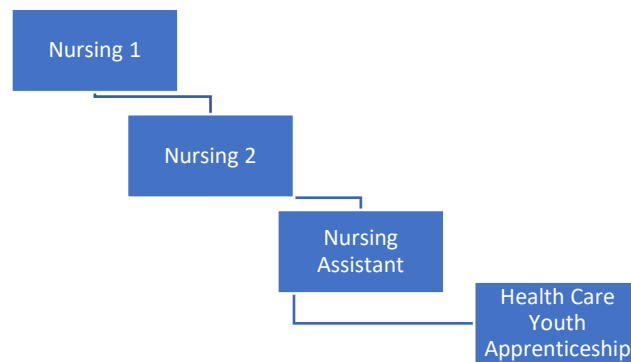 Nursing 1
Nursing 2
Nursing
Assistant
Health Care
Youth
Apprenticeship